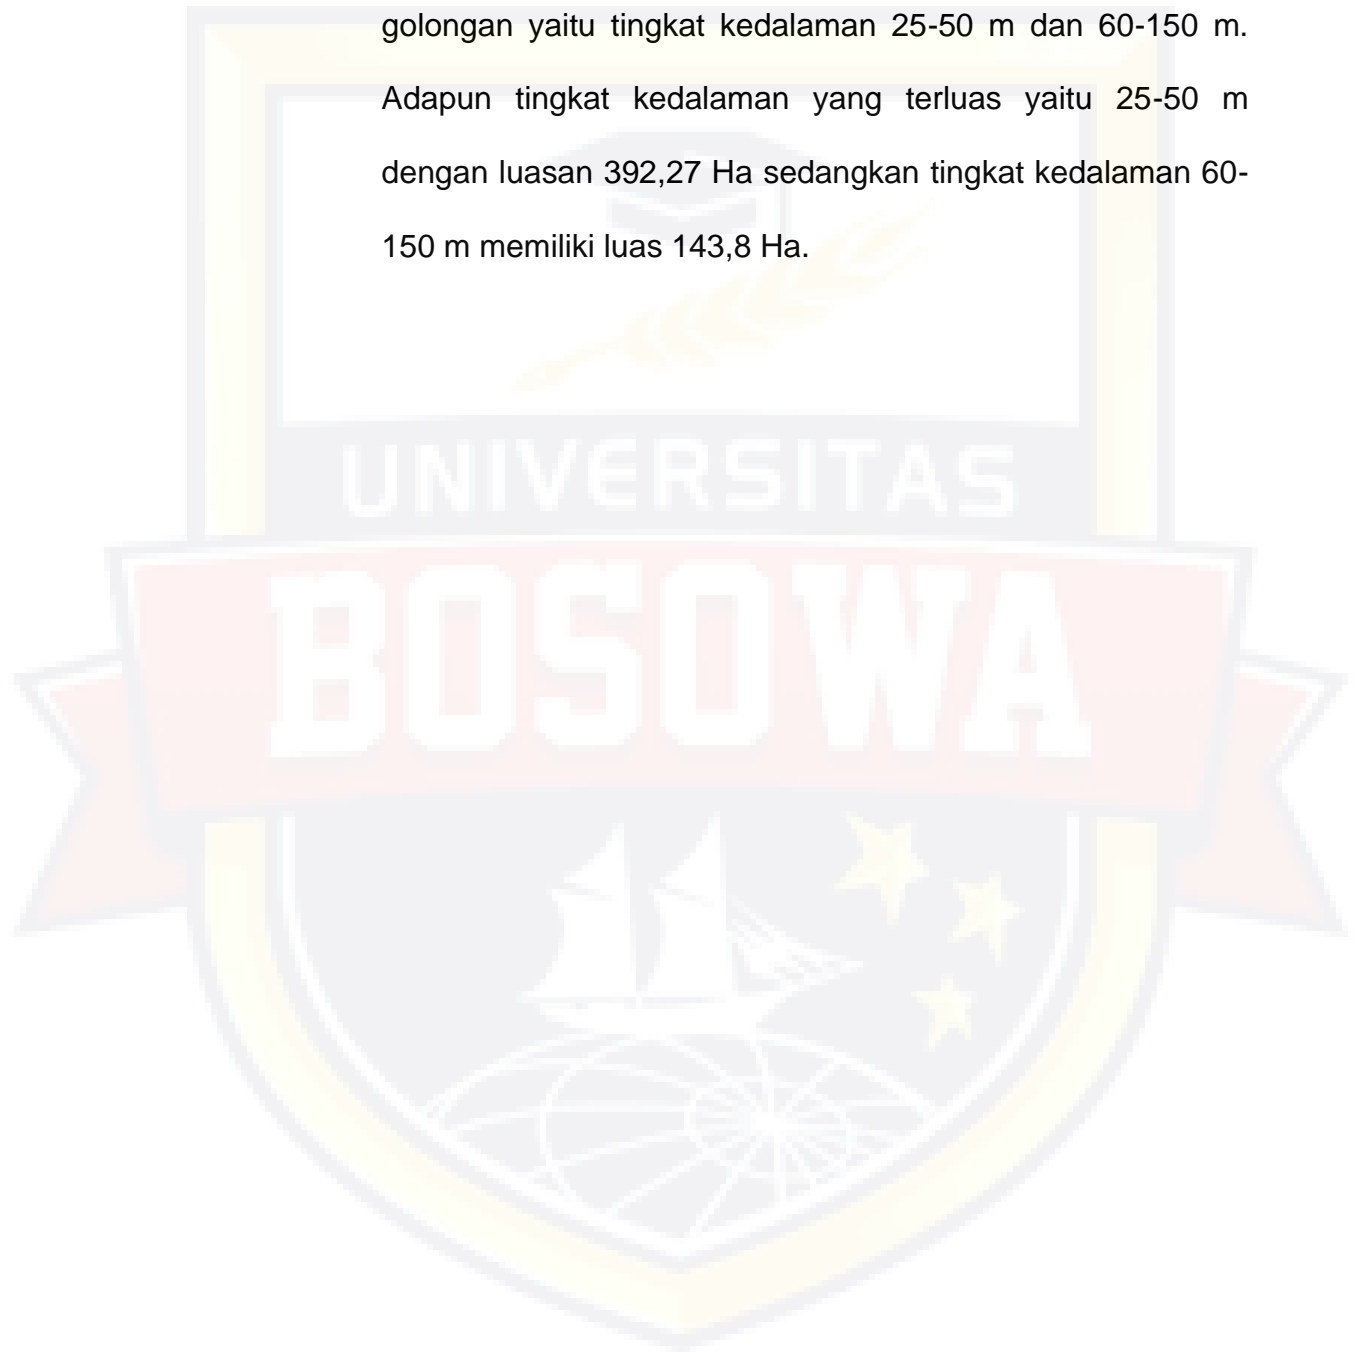 golongan yaitu tingkat kedalaman 25-50 m dan 60-150 m.
Adapun tingkat kedalaman yang terluas yaitu 25-50 m
dengan luasan 392,27 Ha sedangkan tingkat kedalaman 60-
150 m memiliki luas 143,8 Ha.
UNIVERSITAS
BOSOWA